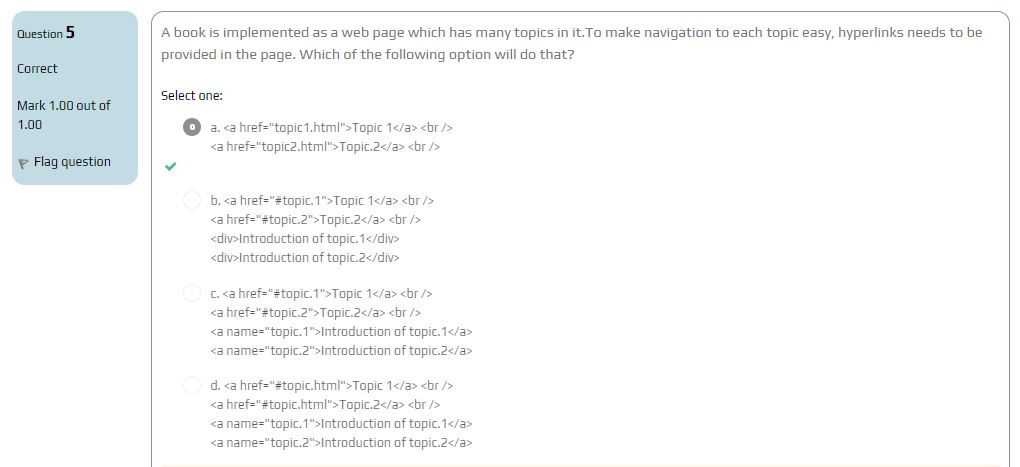 Question 5
Correct
Mark 1.00 out of
1.00
Flag question
A book is implemented as a web page which has many topics in it.To make navigation to each topic easy, hyperlinks needs to be
provided in the page. Which of the following option will do that?
Select one:
a. <a href="topic1.html">Topic 1</a> <br />
<a href="topic2.html">Topic.2</a> <br />
b. <a href="#topic.1">Topic 1</a> <br />
<a href="#topic.2">Topic.2</a> <br />
<div>Introduction of topic.1</div>
<div>Introduction of topic.2</div>
c. <a href="#topic.1">Topic 1</a> <br />
<a href="#topic.2">Topic.2</a> <br />
<a name="topic.1">Introduction of topic.1</a>
<a name="topic.2">Introduction of topic.2</a>
d. <a href="#topic.html">Topic 1</a> <br />
<a href="#topic.html">Topic.2</a> <br />
<a name="topic.1">Introduction of topic.1</a>
<a name="topic.2">Introduction of topic.2</a>